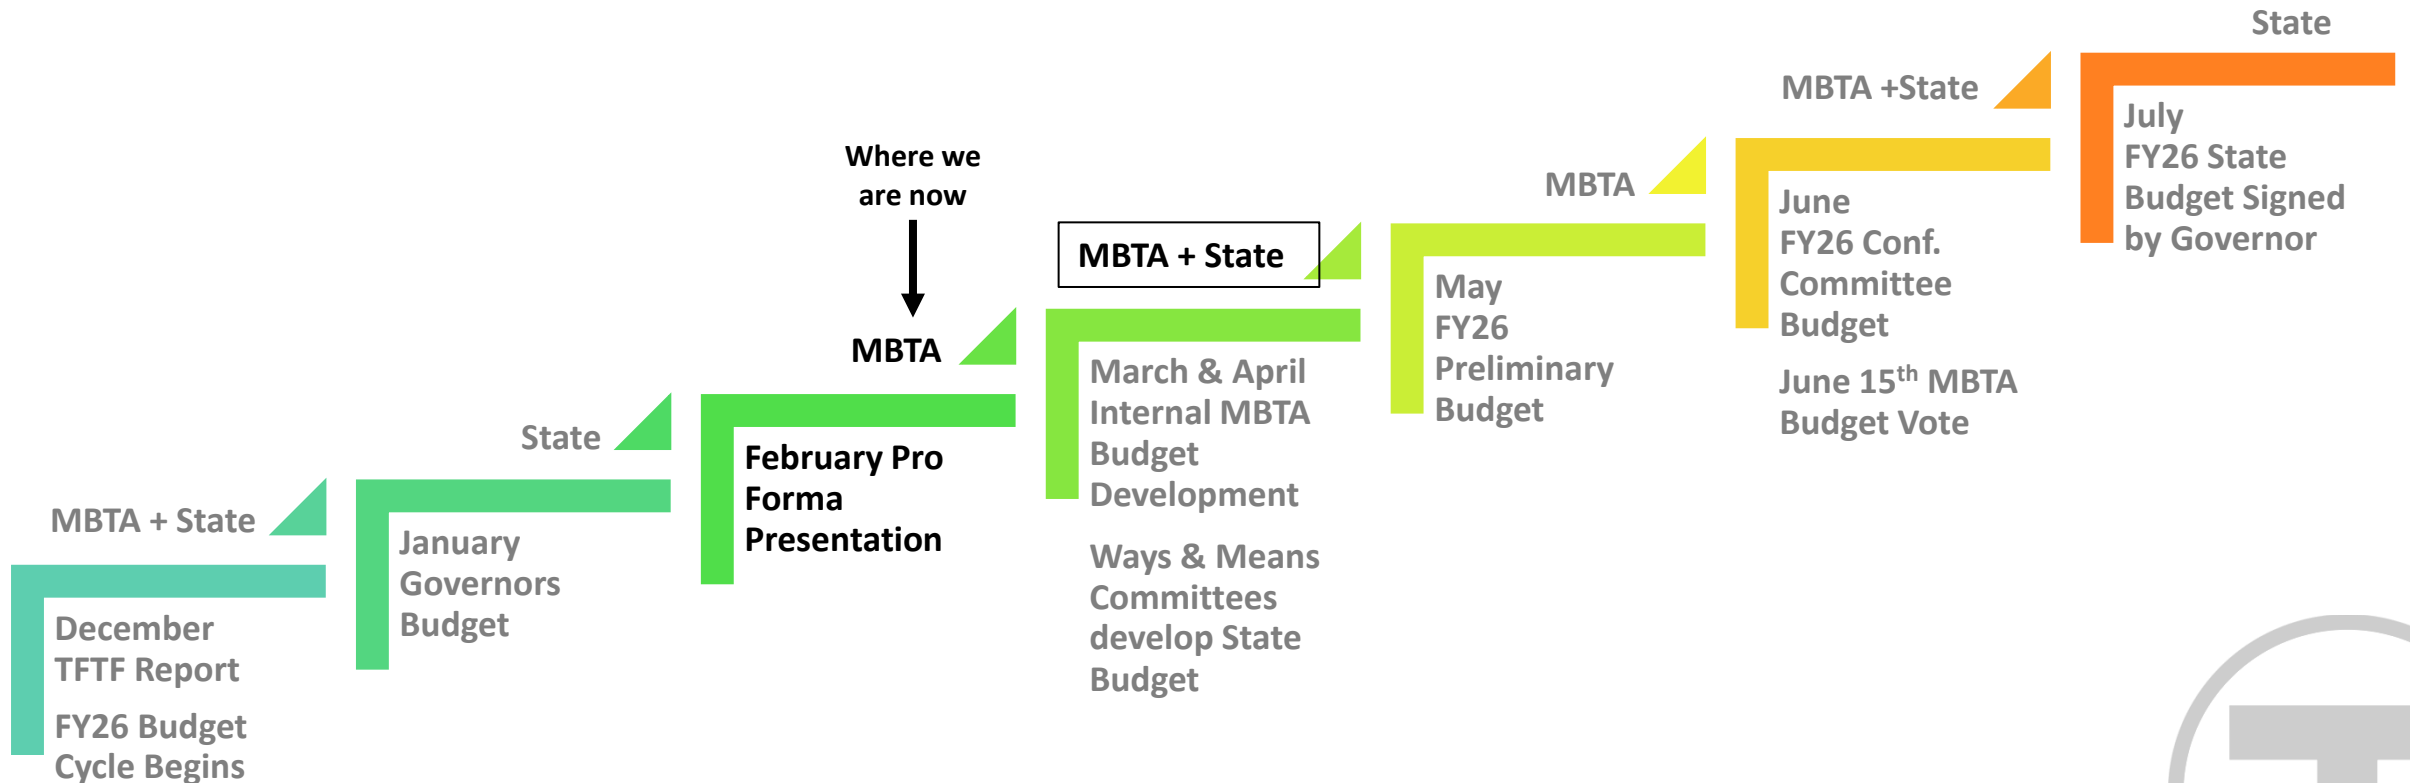 MBTA + State
December
TFTF Report
FY26 Budget
Cycle Begins
State
January
Governors
Budget
Where we
are now
MBTA
February Pro
Forma
Presentation
MBTA + State
March & April
Internal MBTA
Budget
Development
Ways & Means
Committees
develop State
Budget
MBTA
May
FY26
Preliminary
Budget
MBTA +State
June
FY26 Conf.
Committee
Budget
June 15th MBTA
Budget Vote
State
July
FY26 State
Budget Signed
by Governor
T